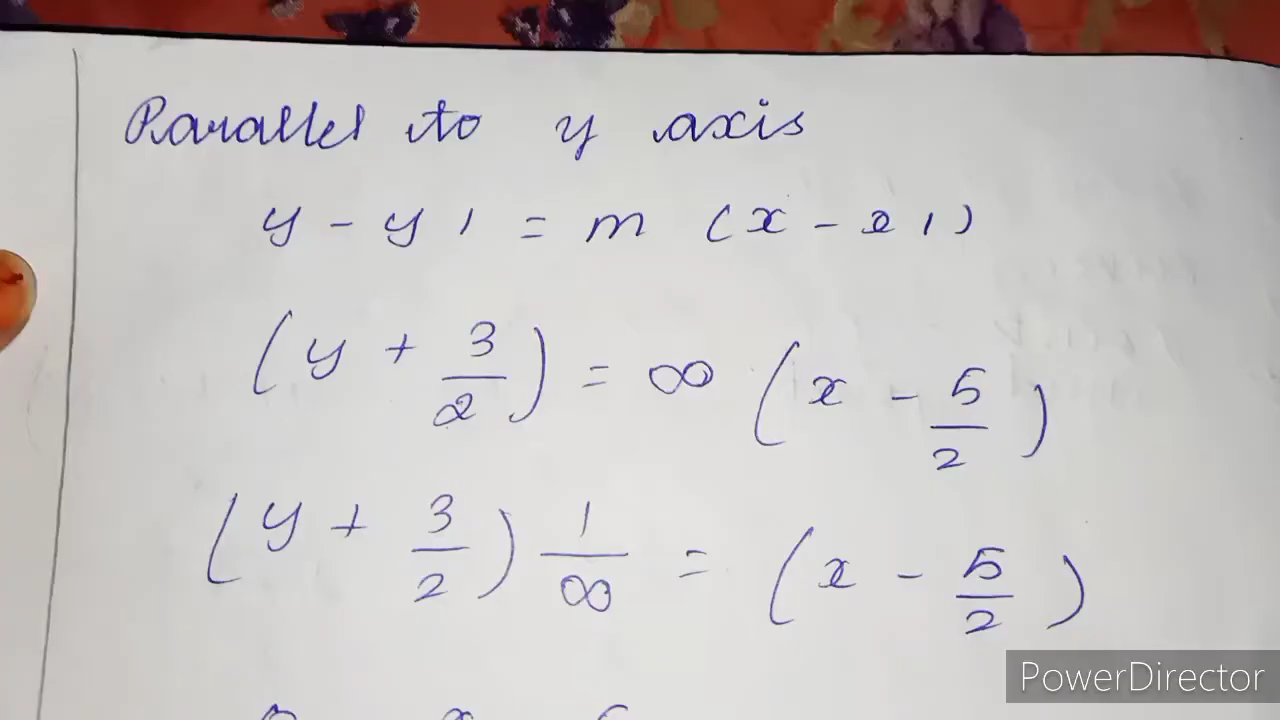 Parallel to y axis
y - y1 = m (x - x1)
(y + 3/2) = ∞ (x - 5/2)
(y + 3/2) 1/∞ = (x - 5/2)
PowerDirector